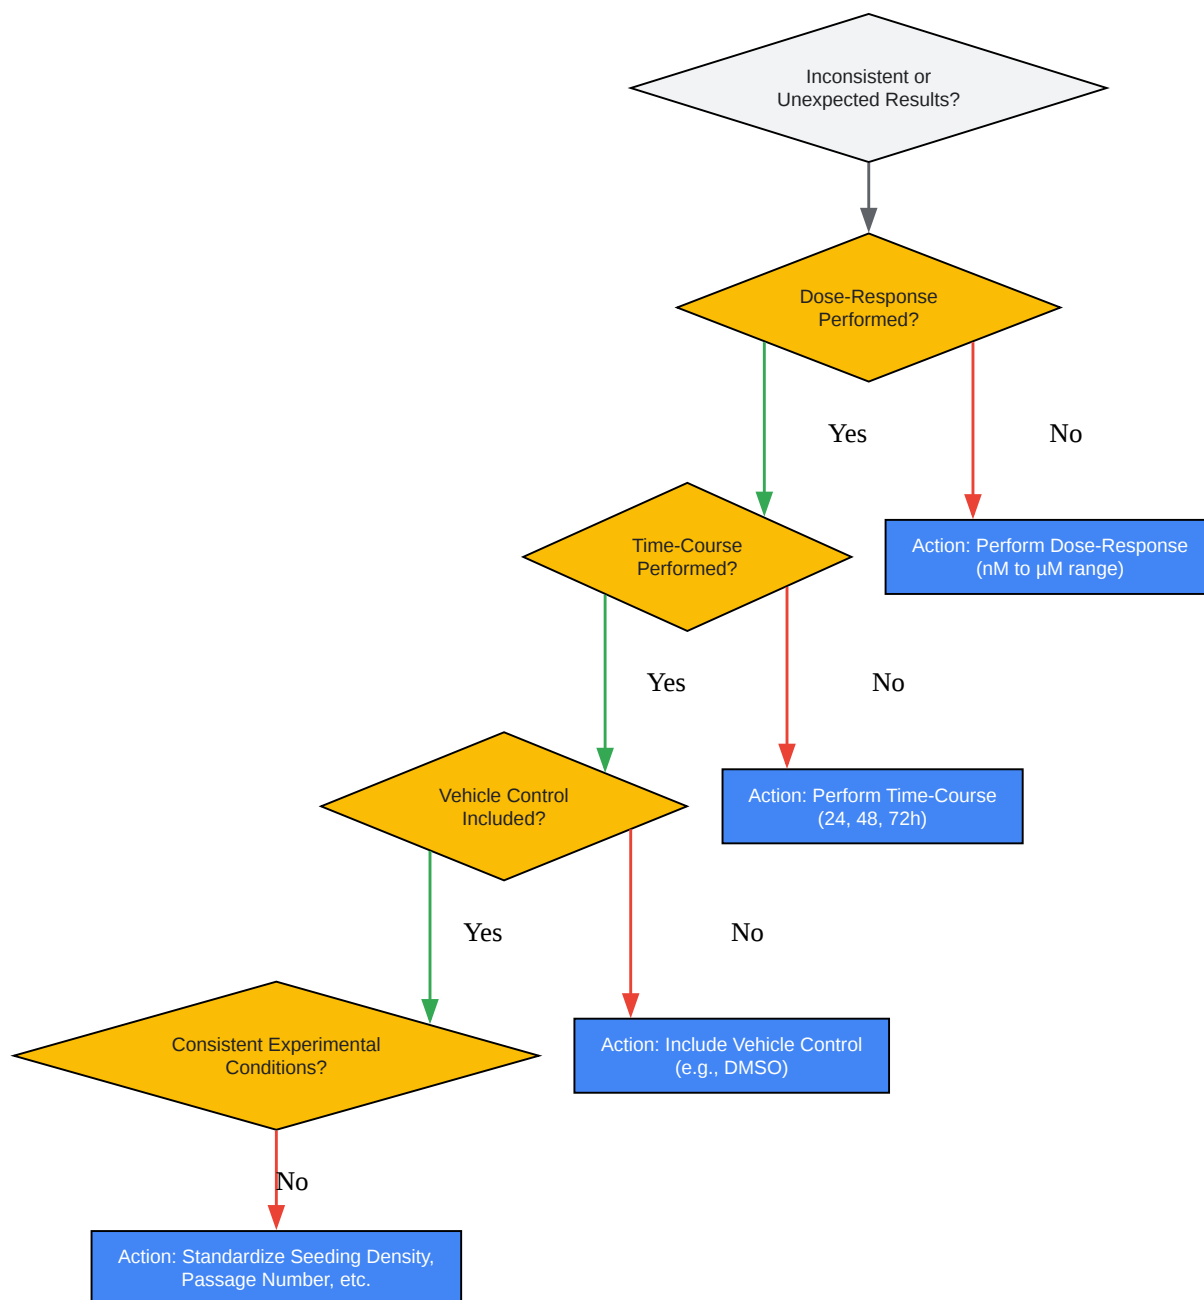 Inconsistent or
Unexpected Results?
Dose-Response
Performed?
Yes
No
Time-Course
Performed?
Action: Perform Dose-Response
(nM to µM range)
Yes
No
Vehicle Control
Included?
Action: Perform Time-Course
(24, 48, 72h)
Yes
No
Consistent Experimental
Conditions?
Action: Include Vehicle Control
(e.g., DMSO)
No
Action: Standardize Seeding Density,
Passage Number, etc.